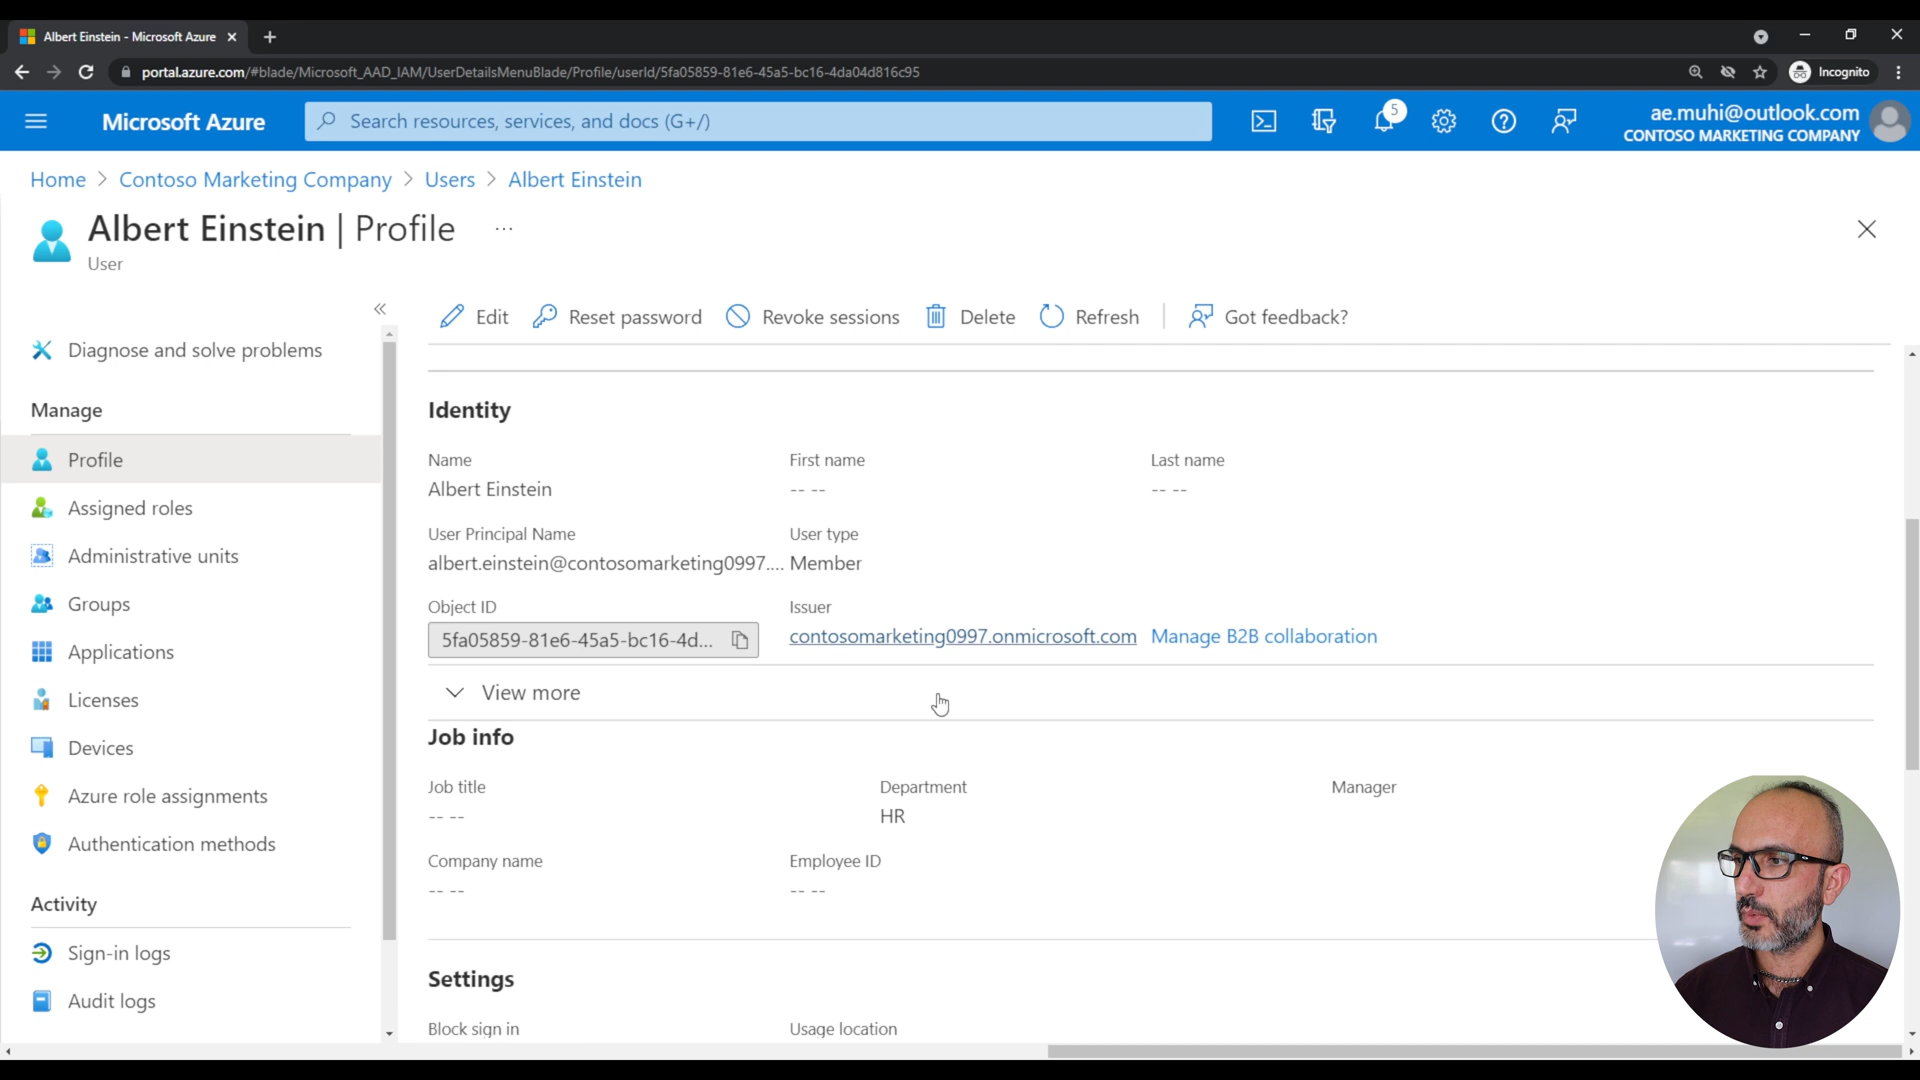 Albert Einstein - Microsoft Azure
portal.azure.com/#blade/Microsoft_AAD_IAM/UserDetailsMenuBlade/Profile/userId/5fa05859-81e6-45a5-bc16-4da04d816c95
Incognito
Microsoft Azure
Search resources, services, and docs (G+/)
5
ae.muhi@outlook.com
CONTOSO MARKETING COMPANY
Home > Contoso Marketing Company > Users > Albert Einstein
Albert Einstein | Profile ...
User
Diagnose and solve problems
Manage
Profile
Assigned roles
Administrative units
Groups
Applications
Licenses
Devices
Azure role assignments
Authentication methods
Activity
Sign-in logs
Audit logs
Edit Reset password Revoke sessions Delete Refresh Got feedback?
Identity
Name First name Last name
Albert Einstein -- -- -- --
User Principal Name User type
albert.einstein@contosomarketing0997.... Member
Object ID Issuer
5fa05859-81e6-45a5-bc16-4d... contosomarketing0997.onmicrosoft.com Manage B2B collaboration
View more
Job info
Job title Department Manager
-- -- HR
Company name Employee ID
-- -- -- --
Settings
Block sign in Usage location